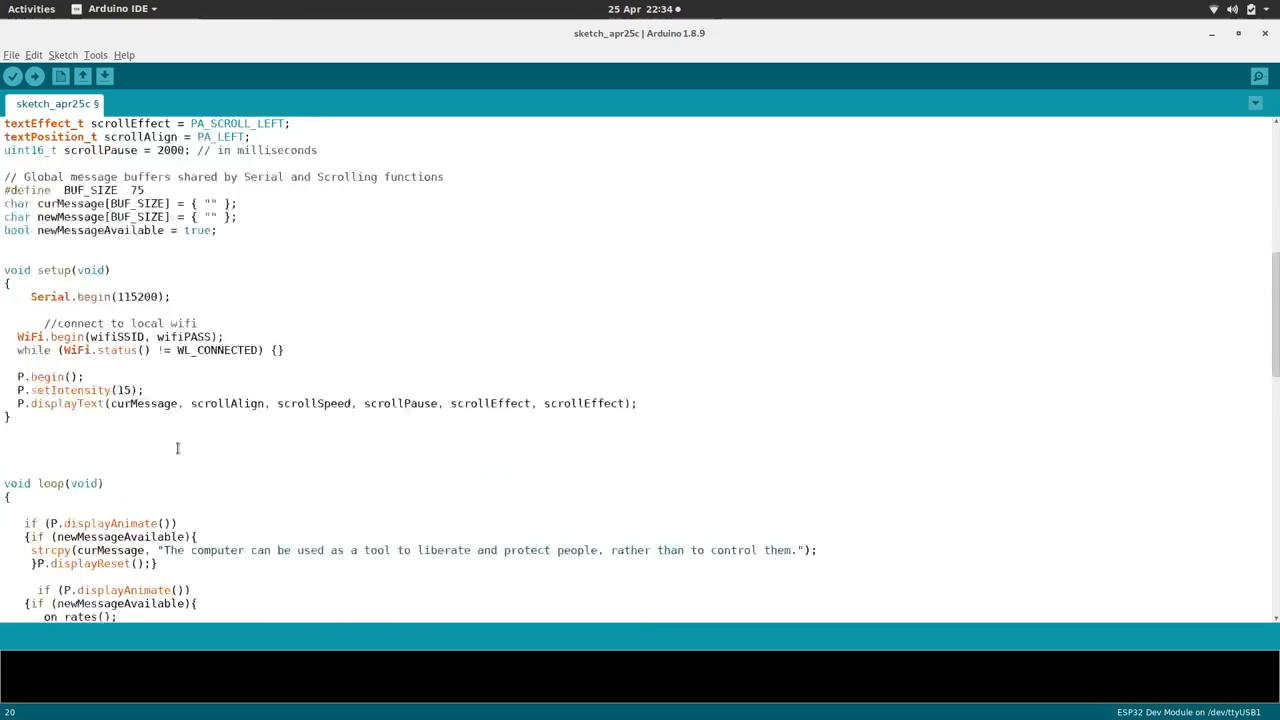 Activities Arduino IDE 25 Apr 22:34
sketch_apr25c | Arduino 1.8.9
File Edit Sketch Tools Help
sketch_apr25c §
textEffect_t scrollEffect = PA_SCROLL_LEFT;
textPosition_t scrollAlign = PA_LEFT;
uint16_t scrollPause = 2000; // in milliseconds
// Global message buffers shared by Serial and Scrolling functions
#define BUF_SIZE 75
char curMessage[BUF_SIZE] = { "" };
char newMessage[BUF_SIZE] = { "" };
bool newMessageAvailable = true;
void setup(void)
{
Serial.begin(115200);
//connect to local wifi
WiFi.begin(wifiSSID, wifiPASS);
while (WiFi.status() != WL_CONNECTED) {}
P.begin();
P.setIntensity(15);
P.displayText(curMessage, scrollAlign, scrollSpeed, scrollPause, scrollEffect, scrollEffect);
}
void loop(void)
{
if (P.displayAnimate())
{if (newMessageAvailable){
strcpy(curMessage, "The computer can be used as a tool to liberate and protect people, rather than to control them.");
}P.displayReset();}
if (P.displayAnimate())
{if (newMessageAvailable){
on_rates();
20 ESP32 Dev Module on /dev/ttyUSB1